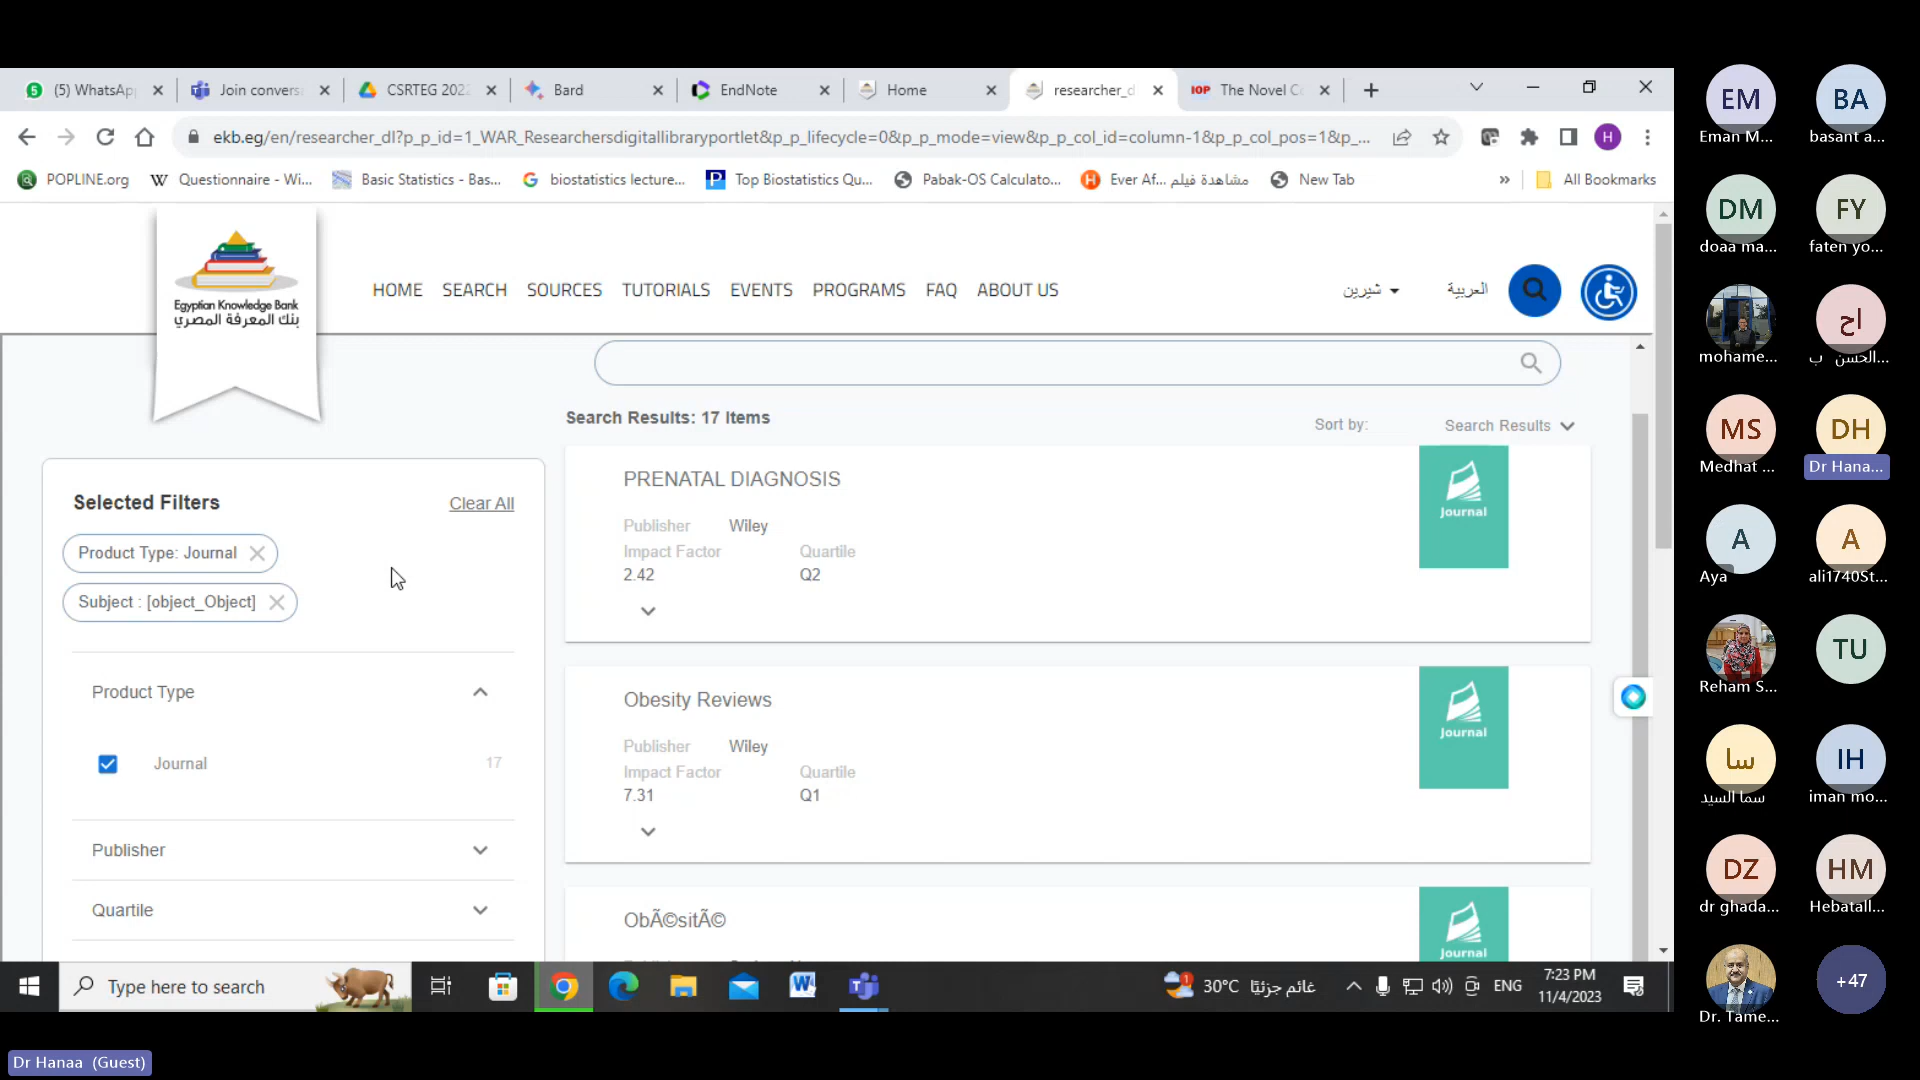 (5) WhatsAp
Join convers
CSRTEG 202
Bard
EndNote
Home
researcher_d
IOP The Novel C
ekb.eg/en/researcher_dl?p_p_id=1_WAR_Researchersdigitallibraryportlet&p_p_lifecycle=0&p_p_mode=view&p_p_col_id=column-1&p_p_col_pos=1&p_...
H
POPLINE.org
Questionnaire - Wi...
Basic Statistics - Bas...
biostatistics lecture...
Top Biostatistics Qu...
Pabak-OS Calculato...
Ever Af... مشاهدة فيلم
New Tab
»
All Bookmarks
Egyptian Knowledge Bank
بنك المعرفة المصري
HOME SEARCH SOURCES TUTORIALS EVENTS PROGRAMS FAQ ABOUT US
شيرين
العربية
Search Results: 17 Items
Sort by: Search Results
Selected Filters
Clear All
Product Type: Journal
Subject : [object_Object]
Product Type
Journal 17
Publisher
Quartile
PRENATAL DIAGNOSIS
Publisher Wiley
Impact Factor Quartile
2.42 Q2
Journal
Obesity Reviews
Publisher Wiley
Impact Factor Quartile
7.31 Q1
Journal
ObÃ©sitÃ©
Journal
Type here to search
30°C غائم جزئيًا
ENG
7:23 PM
11/4/2023
Dr Hanaa (Guest)
EM
Eman M...
BA
basant a...
DM
doaa ma...
FY
faten yo...
mohame...
اح
الحسن ب...
MS
Medhat ...
DH
Dr Hana...
A
Aya
A
ali1740St...
Reham S...
TU
سا
سما السيد
IH
iman mo...
DZ
dr ghada...
HM
Hebatall...
Dr. Tame...
+47